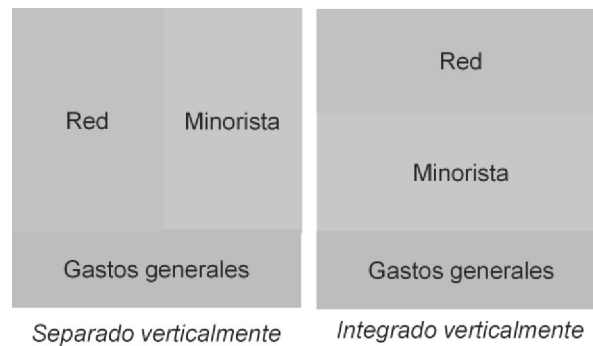 Red
Minorista
Gastos generales
Separado verticalmente
Red
Minorista
Gastos generales
Integrado verticalmente